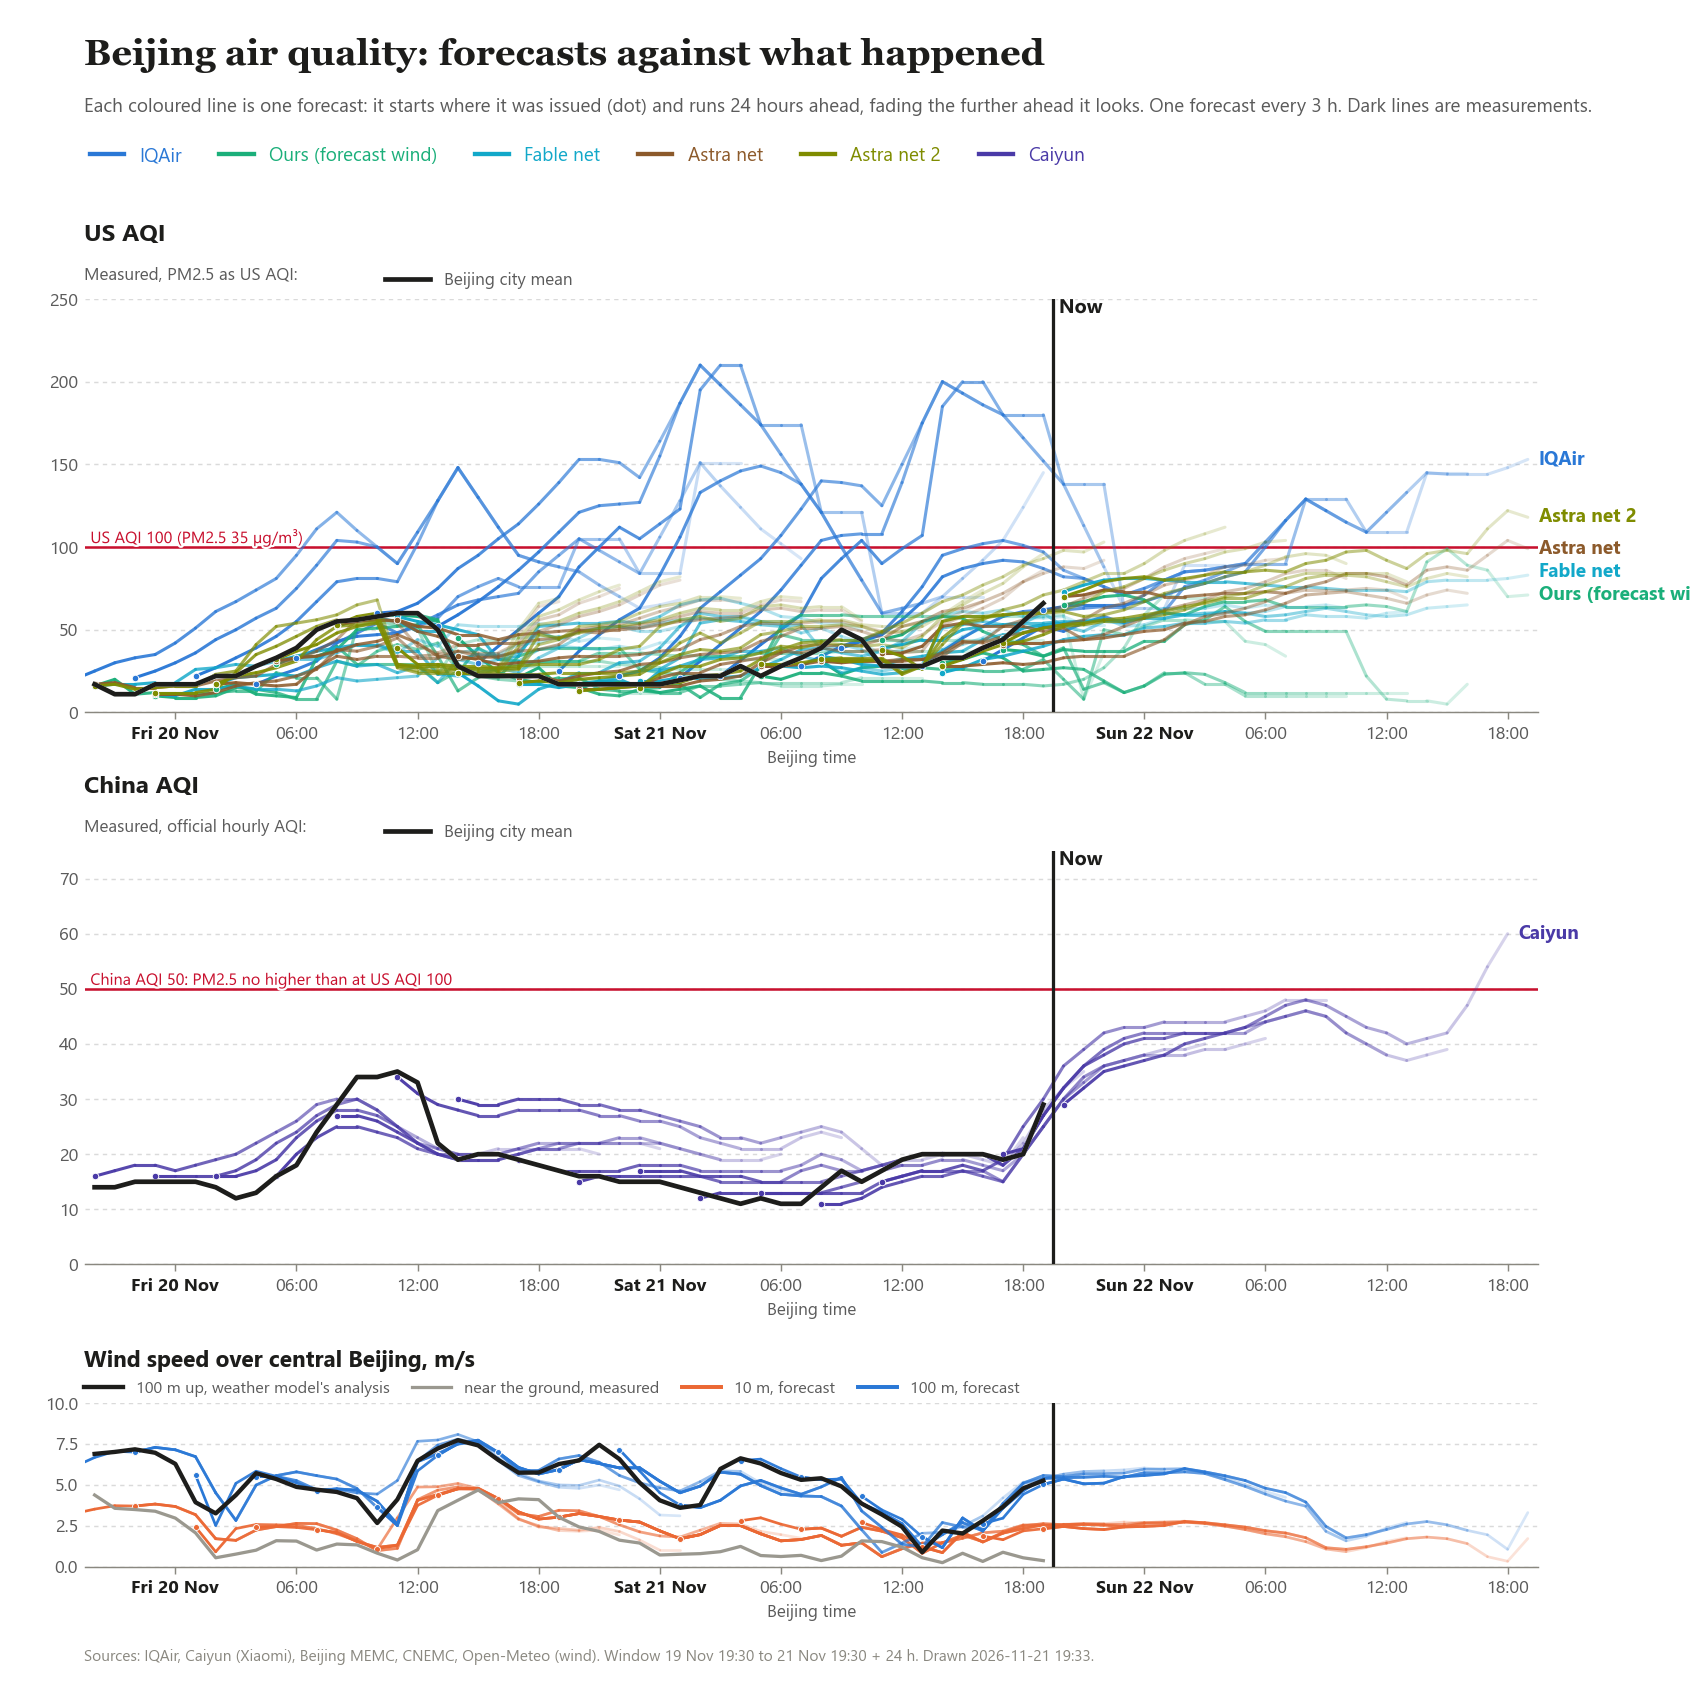 Beijing air quality: forecasts against what happened
Each coloured line is one forecast: it starts where it was issued (dot) and runs 24 hours ahead, fading the further ahead it looks. One forecast every 3 h. Dark lines are measurements.
IQAir Ours (forecast wind) Fable net Astra net Astra net 2 Caiyun
US AQI
Measured, PM2.5 as US AQI: Beijing city mean
250
Now
200
150
IQAir
Astra net 2
US AQI 100 (PM2.5 35 µg/m³)
100
Astra net
Fable net
Ours (forecast wi
50
0
Fri 20 Nov 06:00 12:00 18:00 Sat 21 Nov 06:00 12:00 18:00 Sun 22 Nov 06:00 12:00 18:00
Beijing time
China AQI
Measured, official hourly AQI: Beijing city mean
Now
70
60
Caiyun
China AQI 50: PM2.5 no higher than at US AQI 100
50
40
30
20
10
0
Fri 20 Nov 06:00 12:00 18:00 Sat 21 Nov 06:00 12:00 18:00 Sun 22 Nov 06:00 12:00 18:00
Beijing time
Wind speed over central Beijing, m/s
100 m up, weather model's analysis near the ground, measured 10 m, forecast 100 m, forecast
10.0
7.5
5.0
2.5
0.0
Fri 20 Nov 06:00 12:00 18:00 Sat 21 Nov 06:00 12:00 18:00 Sun 22 Nov 06:00 12:00 18:00
Beijing time
Sources: IQAir, Caiyun (Xiaomi), Beijing MEMC, CNEMC, Open-Meteo (wind). Window 19 Nov 19:30 to 21 Nov 19:30 + 24 h. Drawn 2026-11-21 19:33.